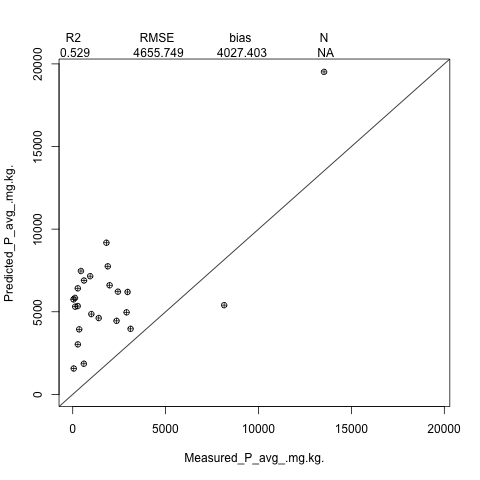 R2 RMSE bias N
0.529 4655.749 4027.403 NA
20000
15000
10000
5000
0
Predicted_P_avg_.mg.kg.
0 5000 10000 15000 20000
Measured_P_avg_.mg.kg.